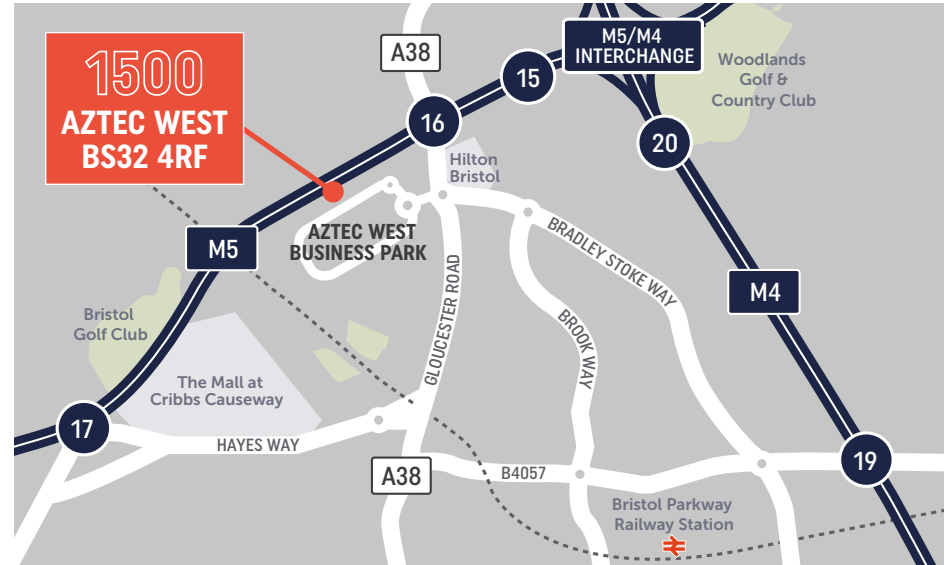 1500
AZTEC WEST
BS32 4RF
A38
M5/M4
INTERCHANGE
15
16
20
Woodlands
Golf &
Country Club
Hilton
Bristol
AZTEC WEST
BUSINESS PARK
M5
BRADLEY STOKE WAY
GLOUCESTER ROAD
M4
Bristol
Golf Club
BROOK WAY
The Mall at
Cribbs Causeway
17
HAYES WAY
A38
B4057
19
Bristol Parkway
Railway Station